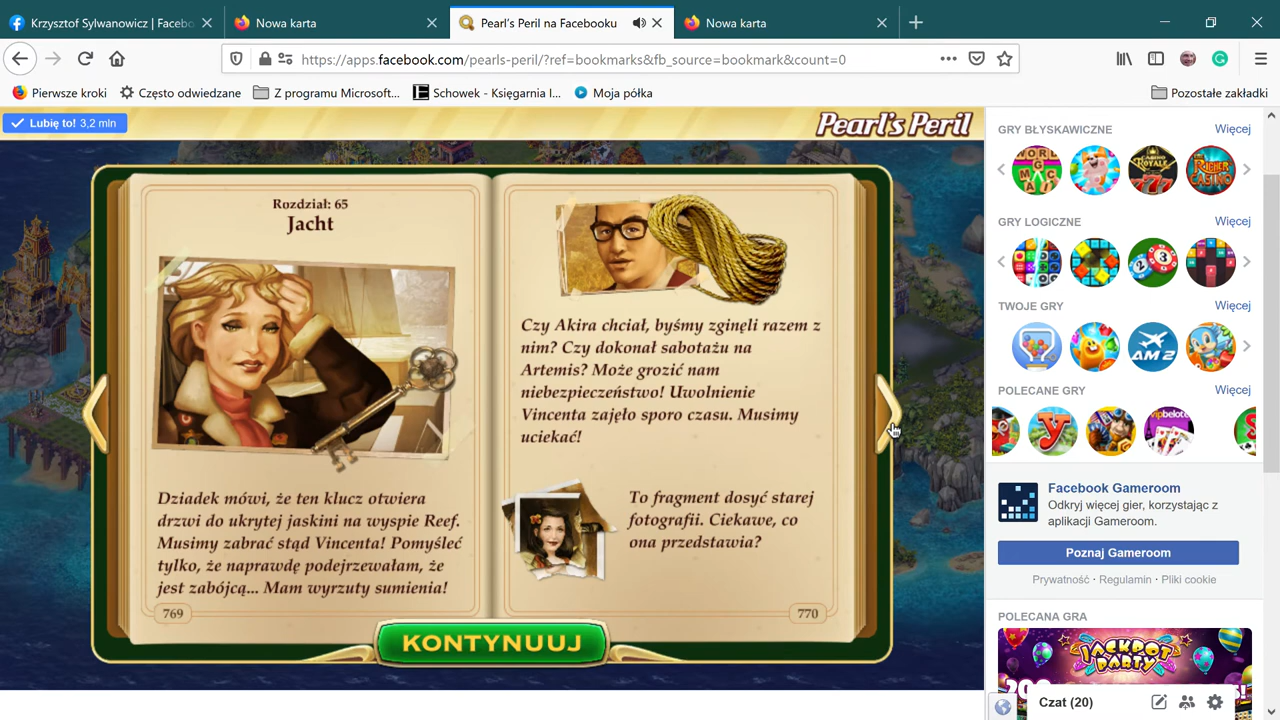 Krzysztof Sylwanowicz | Facebo
Nowa karta
Pearl's Peril na Facebooku
Nowa karta
https://apps.facebook.com/pearls-peril/?ref=bookmarks&fb_source=bookmark&count=0
Pierwsze kroki
Często odwiedzane
Z programu Microsoft...
Schowek - Księgarnia I...
Moja półka
Pozostałe zakładki
Lubię to! 3,2 mln
Pearl's Peril
Rozdział: 65
Jacht
Dziadek mówi, że ten klucz otwiera
drzwi do ukrytej jaskini na wyspie Reef.
Musimy zabrać stąd Vincenta! Pomyśleć
tylko, że naprawdę podejrzewałam, że
jest zabójcą... Mam wyrzuty sumienia!
769
Czy Akira chciał, byśmy zginęli razem z
nim? Czy dokonał sabotażu na
Artemis? Może grozić nam
niebezpieczeństwo! Uwolnienie
Vincenta zajęło sporo czasu. Musimy
uciekać!
To fragment dosyć starej
fotografii. Ciekawe, co
ona przedstawia?
770
KONTYNUUJ
GRY BŁYSKAWICZNE
Więcej
GRY LOGICZNE
Więcej
TWOJE GRY
Więcej
AM 2
POLECANE GRY
Więcej
vipbelote
Facebook Gameroom
Odkryj więcej gier, korzystając z
aplikacji Gameroom.
Poznaj Gameroom
Prywatność · Regulamin · Pliki cookie
POLECANA GRA
JACKPOT
PARTY
Czat (20)